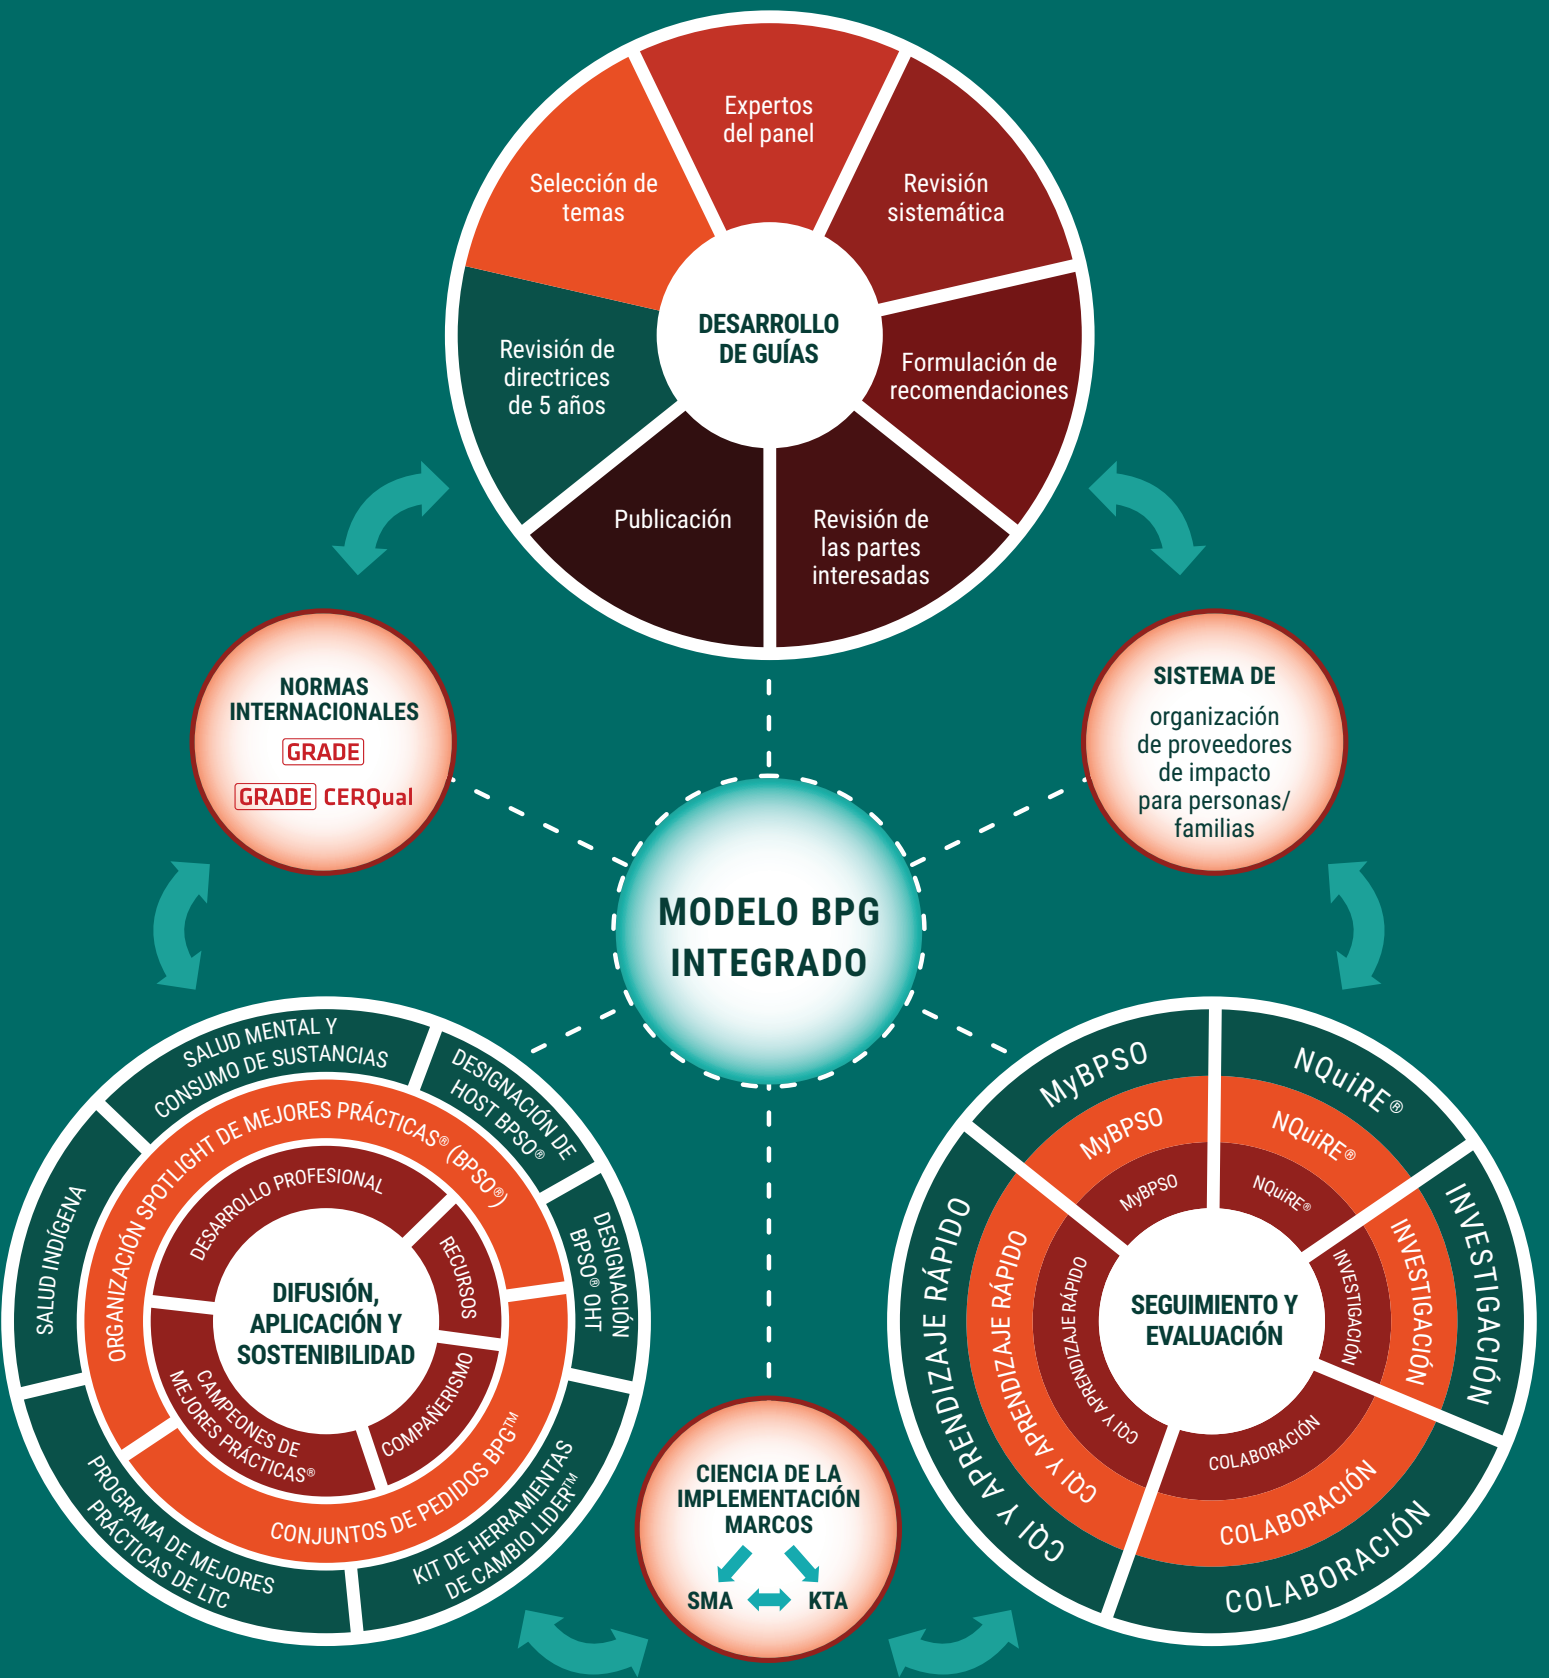 Expertos
del panel
Selección de
temas
Revisión
sistemática
DESARROLLO
DE GUÍAS
Revisión de
directrices
de 5 años
Formulación de
recomendaciones
Publicación
Revisión de
las partes
interesadas
NORMAS
INTERNACIONALES
GRADE
GRADE CERQual
SISTEMA DE
organización
de proveedores
de impacto
para personas/
familias
MODELO BPG
INTEGRADO
SALUD MENTAL Y
CONSUMO DE SUSTANCIAS
DESIGNACIÓN DE
HOST BPSO®
DESIGNACIÓN
BPSO® OHT
SALUD INDÍGENA
PROGRAMA DE MEJORES
PRÁCTICAS DE LTC
KIT DE HERRAMIENTAS
DE CAMBIO LIDER™
ORGANIZACIÓN SPOTLIGHT DE MEJORES PRÁCTICAS® (BPSO®)
CONJUNTOS DE PEDIDOS BPG™
DESARROLLO PROFESIONAL
RECURSOS
COMPAÑERISMO
CAMPEONES DE
MEJORES PRÁCTICAS®
DIFUSIÓN,
APLICACIÓN Y
SOSTENIBILIDAD
MyBPSO
NQuiRE®
INVESTIGACIÓN
COLABORACIÓN
CQI Y APRENDIZAJE RÁPIDO
MyBPSO
NQuiRE®
INVESTIGACIÓN
COLABORACIÓN
CQI Y APRENDIZAJE RÁPIDO
MyBPSO
NQuiRE®
INVESTIGACIÓN
COLABORACIÓN
CQI Y APRENDIZAJE RÁPIDO
SEGUIMIENTO Y
EVALUACIÓN
CIENCIA DE LA
IMPLEMENTACIÓN
MARCOS
SMA
KTA